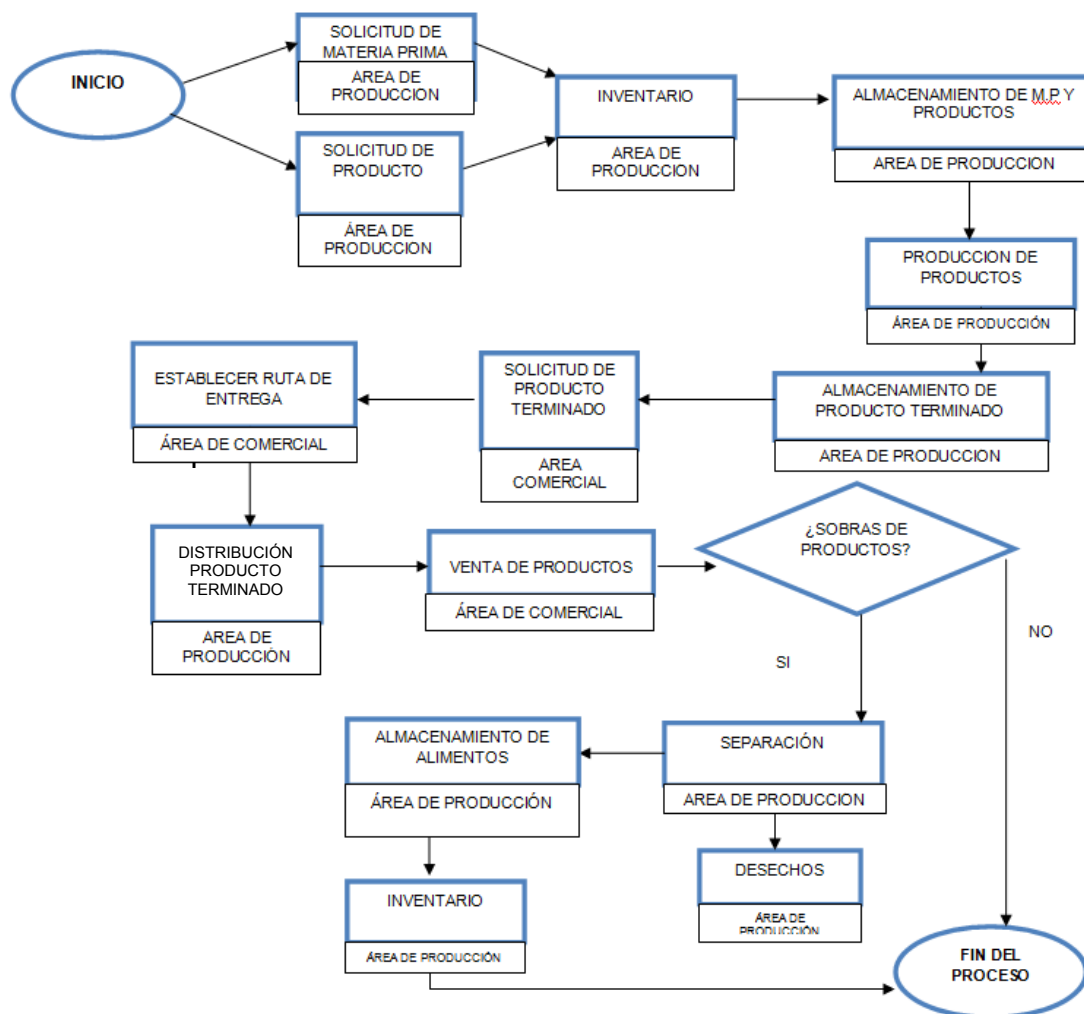 INICIO
SOLICITUD DE
MATERIA PRIMA
AREA DE
PRODUCCION
SOLICITUD DE
PRODUCTO
ÁREA DE
PRODUCCION
INVENTARIO
AREA DE
PRODUCCION
ALMACENAMIENTO DE M.P Y
PRODUCTOS
AREA DE PRODUCCION
PRODUCCION DE
PRODUCTOS
ÁREA DE PRODUCCIÓN
ALMACENAMIENTO DE
PRODUCTO TERMINADO
AREA DE PRODUCCION
SOLICITUD DE
PRODUCTO
TERMINADO
AREA
COMERCIAL
ESTABLECER RUTA DE
ENTREGA
ÁREA DE COMERCIAL
DISTRIBUCIÓN
PRODUCTO
TERMINADO
AREA DE
PRODUCCIÓN
VENTA DE PRODUCTOS
ÁREA DE COMERCIAL
¿SOBRAS DE
PRODUCTOS?
NO
SI
SEPARACIÓN
AREA DE PRODUCCION
ALMACENAMIENTO DE
ALIMENTOS
ÁREA DE PRODUCCIÓN
DESECHOS
ÁREA DE
PRODUCCIÓN
INVENTARIO
ÁREA DE PRODUCCIÓN
FIN DEL
PROCESO